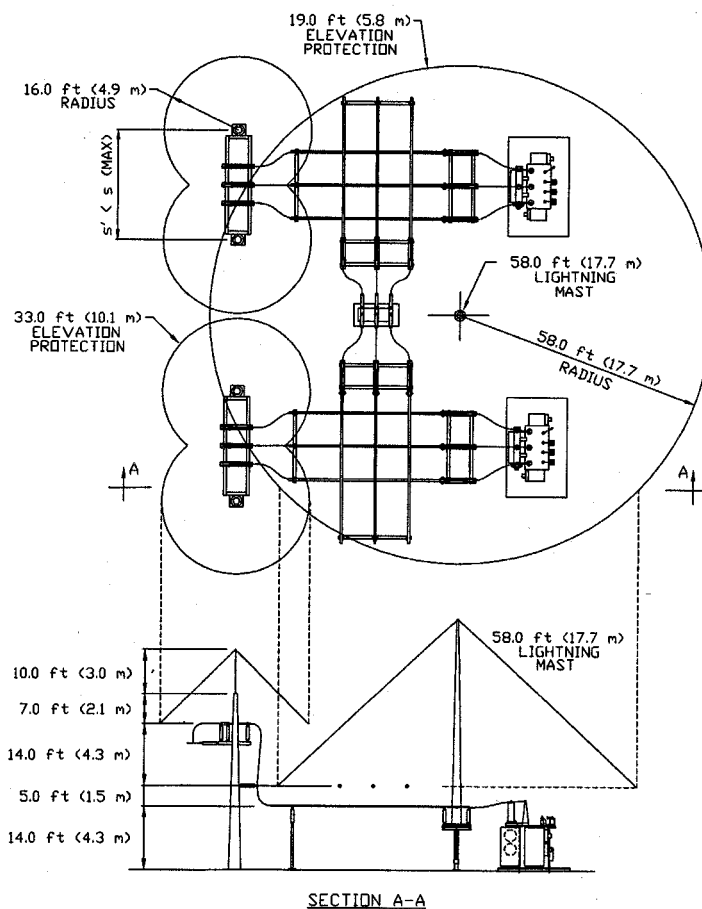 19.0 ft (5.8 m)
ELEVATION
PROTECTION
16.0 ft (4.9 m)
RADIUS
s' < s (MAX)
58.0 ft (17.7 m)
LIGHTNING
MAST
33.0 ft (10.1 m)
ELEVATION
PROTECTION
58.0 ft (17.7 m)
RADIUS
A
A
58.0 ft (17.7 m)
LIGHTNING
MAST
10.0 ft (3.0 m)
7.0 ft (2.1 m)
14.0 ft (4.3 m)
5.0 ft (1.5 m)
14.0 ft (4.3 m)
SECTION A-A